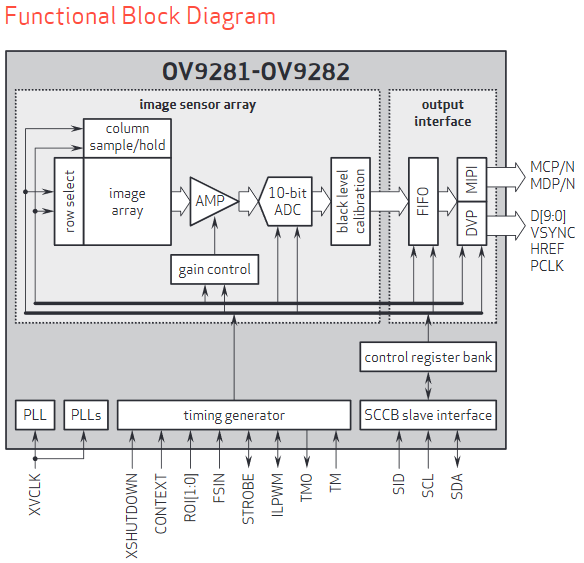 Functional Block Diagram
OV9281-OV9282
image sensor array
output
interface
column
sample/hold
row select
image
array
AMP
10-bit
ADC
black level
calibration
FIFO
MIPI
DVP
MCP/N
MDP/N
D[9:0]
VSYNC
HREF
PCLK
gain control
control register bank
PLL
PLLs
timing generator
SCCB slave interface
XVCLK
XSHUTDOWN
CONTEXT
ROI[1:0]
FSIN
STROBE
ILPWM
TMO
TM
SID
SCL
SDA